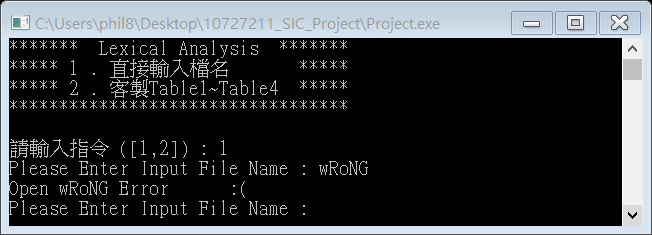 C:\Users\phil8\Desktop\10727211_SIC_Project\Project.exe
*******  Lexical Analysis  *******
***** 1 . 直接輸入檔名       *****
***** 2 . 客製Table1~Table4  *****
**********************************
請輸入指令 ([1,2]) : 1
Please Enter Input File Name : wRoNG
Open wRoNG Error      :(
Please Enter Input File Name :